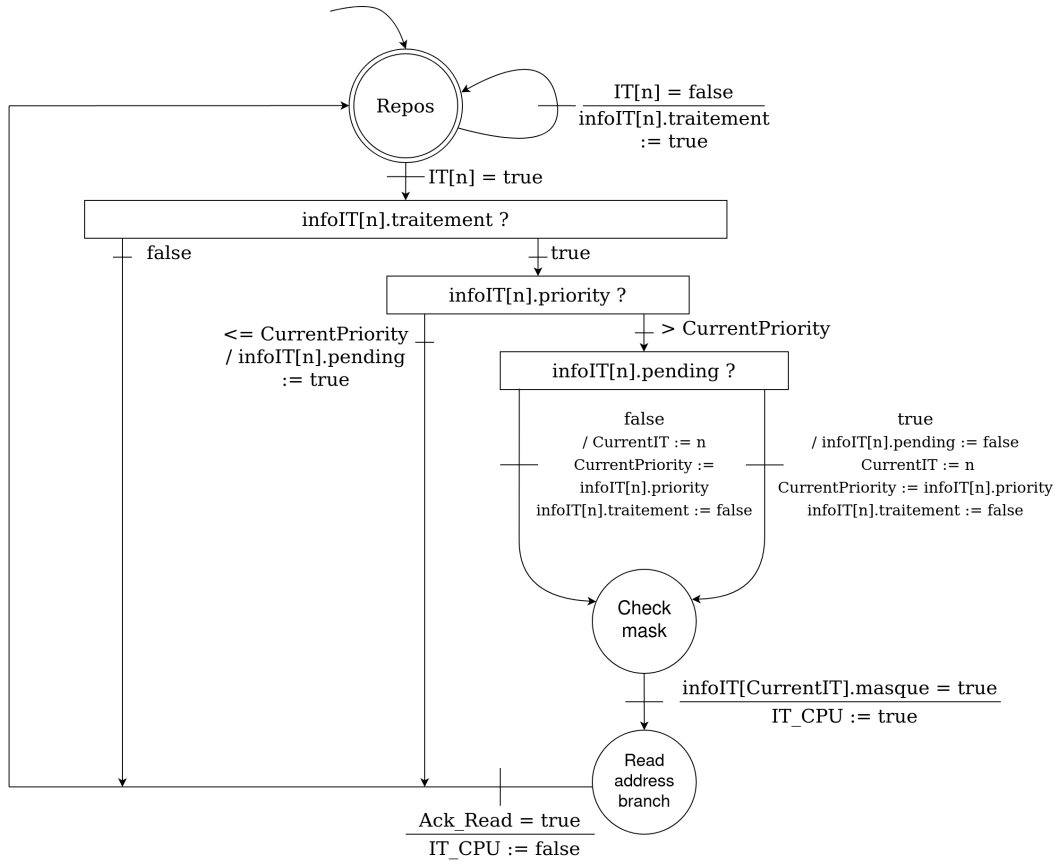 Repos
IT[n] = false
infoIT[n].traitement
:= true
IT[n] = true
infoIT[n].traitement ?
false
true
infoIT[n].priority ?
<= CurrentPriority
/ infoIT[n].pending
:= true
> CurrentPriority
infoIT[n].pending ?
false
/ CurrentIT := n
CurrentPriority :=
infoIT[n].priority
infoIT[n].traitement := false
true
/ infoIT[n].pending := false
CurrentIT := n
CurrentPriority := infoIT[n].priority
infoIT[n].traitement := false
Check
mask
infoIT[CurrentIT].masque = true
IT_CPU := true
Read
address
branch
Ack_Read = true
IT_CPU := false